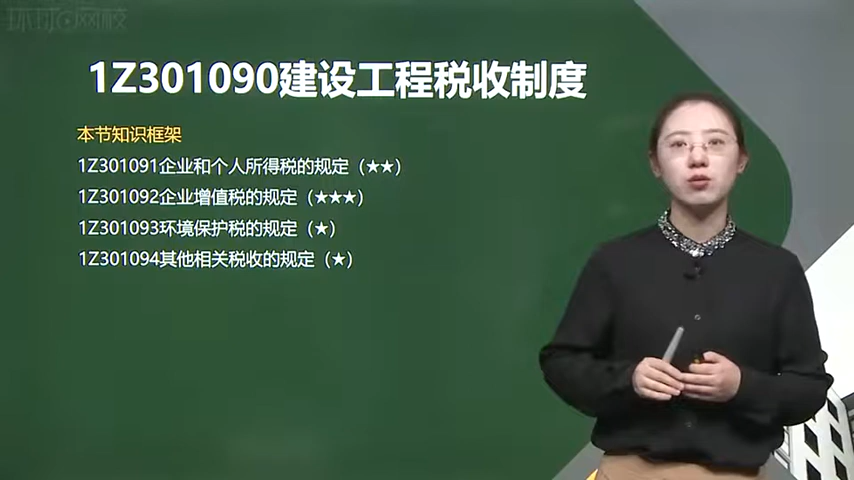 环球网校
1Z301090建设工程税收制度
本节知识框架
1Z301091企业和个人所得税的规定（★★）
1Z301092企业增值税的规定（★★★）
1Z301093环境保护税的规定（★）
1Z301094其他相关税收的规定（★）